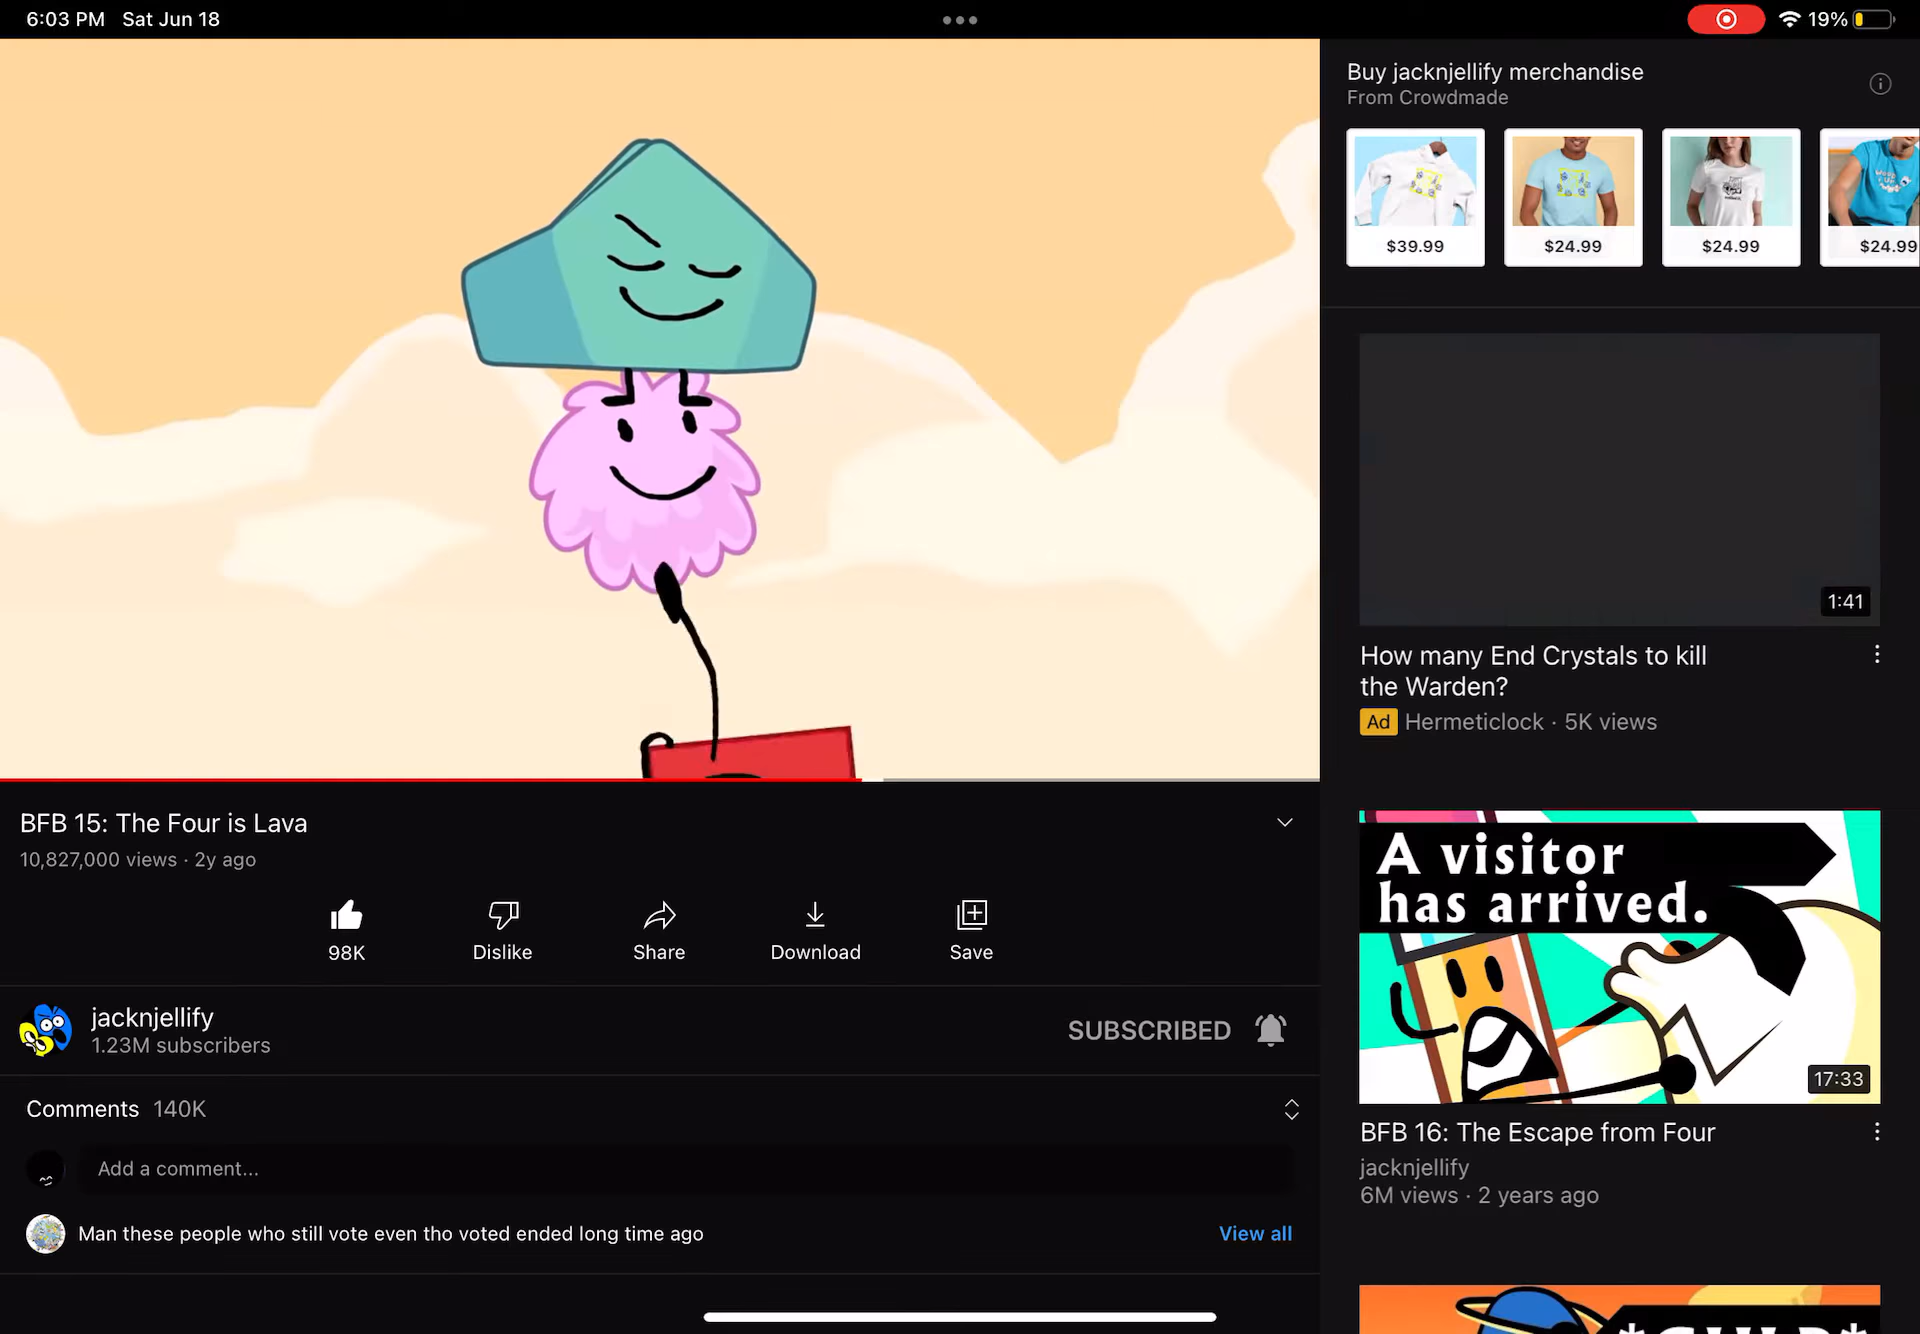 6:03 PM Sat Jun 18
19%
Buy jacknjellify merchandise
From Crowdmade
$39.99
$24.99
$24.99
$24.99
1:41
How many End Crystals to kill
the Warden?
Ad Hermeticlock · 5K views
BFB 15: The Four is Lava
10,827,000 views · 2y ago
98K
Dislike
Share
Download
Save
jacknjellify
1.23M subscribers
SUBSCRIBED
Comments 140K
Add a comment...
Man these people who still vote even tho voted ended long time ago
View all
A visitor
has arrived.
17:33
BFB 16: The Escape from Four
jacknjellify
6M views · 2 years ago